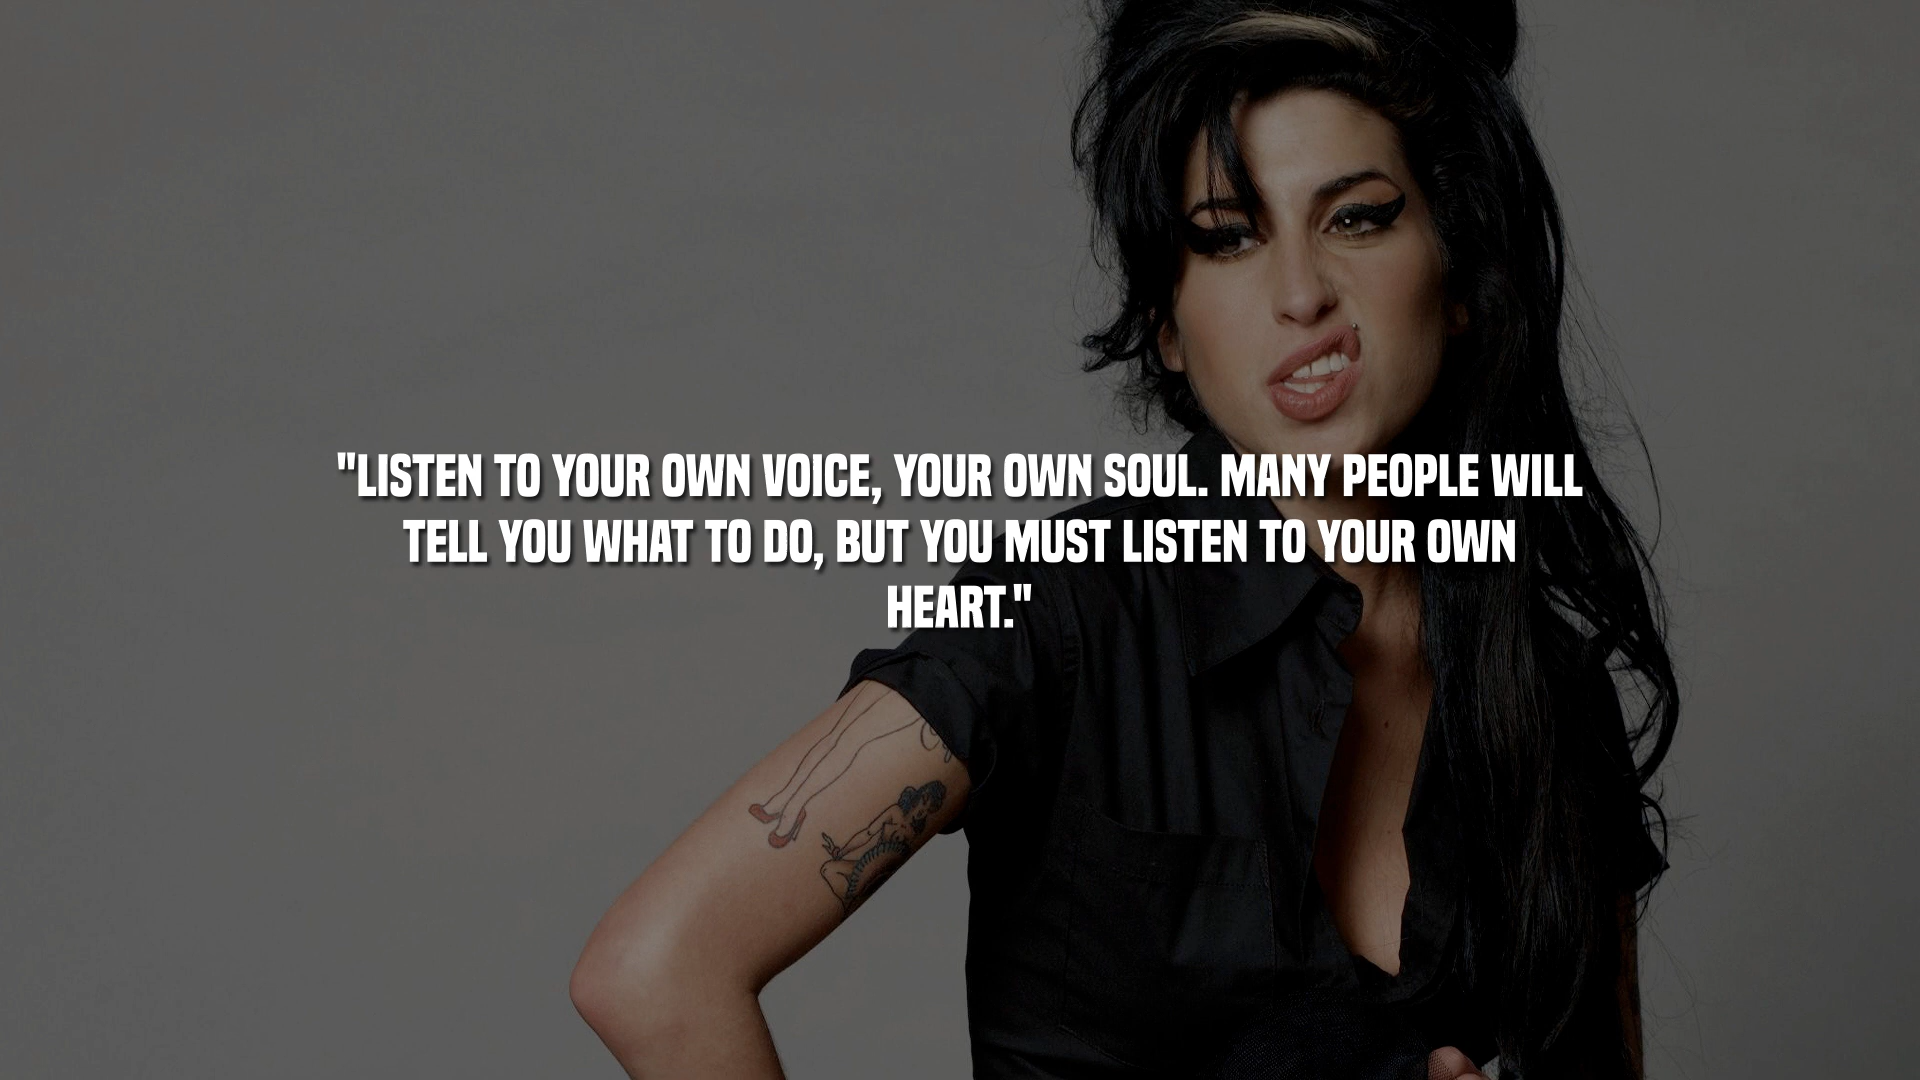 "LISTEN TO YOUR OWN VOICE, YOUR OWN SOUL. MANY PEOPLE WILL
TELL YOU WHAT TO DO, BUT YOU MUST LISTEN TO YOUR OWN
HEART."